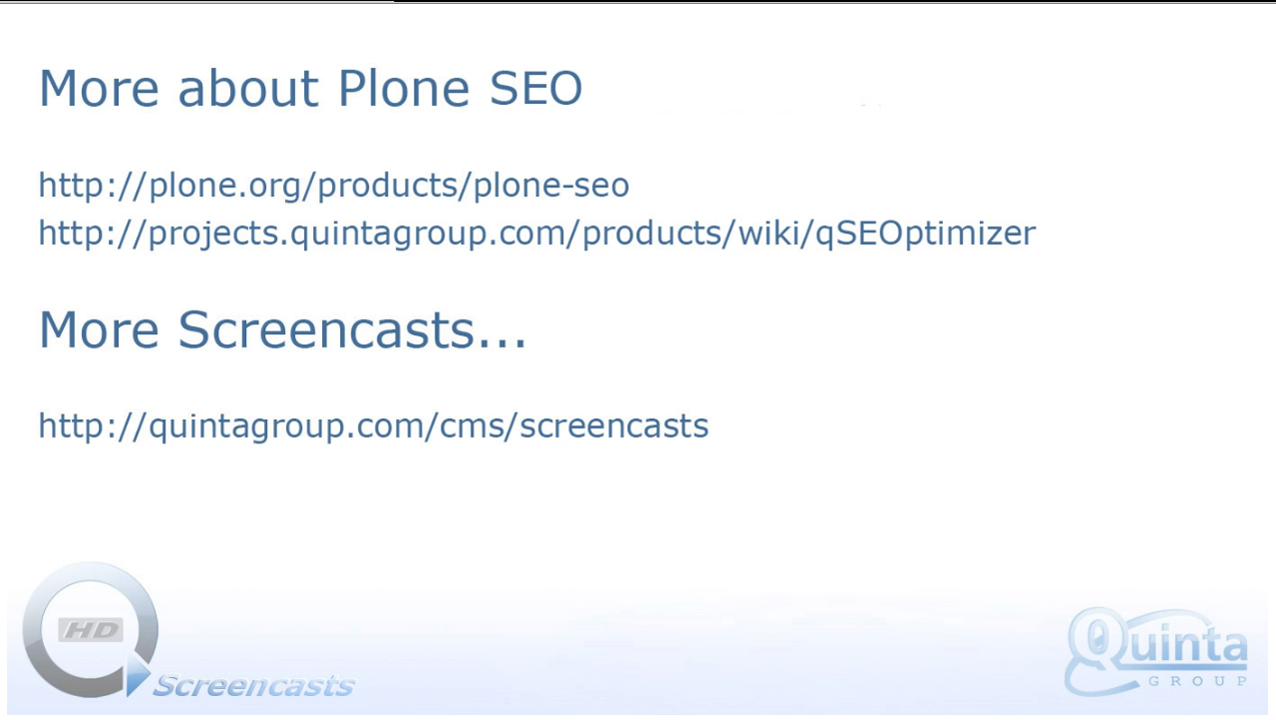 More about Plone SEO
http://plone.org/products/plone-seo
http://projects.quintagroup.com/products/wiki/qSEOptimizer
More Screencasts...
http://quintagroup.com/cms/screencasts
HD
Screencasts
Quinta
GROUP